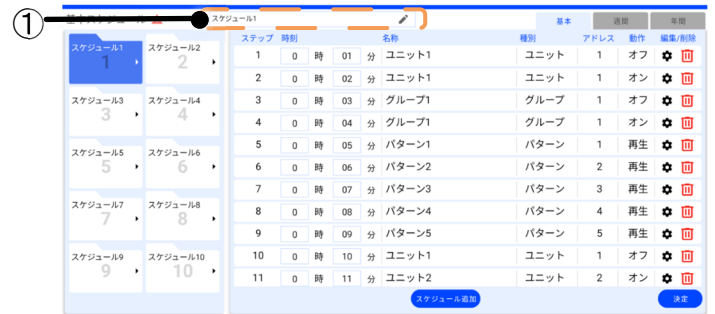 ①
基本スケジュール
スケジュール1
基本 週間 年間
スケジュール1
1
スケジュール2
2
スケジュール3
3
スケジュール4
4
スケジュール5
5
スケジュール6
6
スケジュール7
7
スケジュール8
8
スケジュール9
9
スケジュール10
10
ステップ 時刻 名称 種別 アドレス 動作 編集/削除
1 0 時 01 分 ユニット1 ユニット 1 オフ
2 0 時 02 分 ユニット1 ユニット 1 オン
3 0 時 03 分 グループ1 グループ 1 オフ
4 0 時 04 分 グループ1 グループ 1 オン
5 0 時 05 分 パターン1 パターン 1 再生
6 0 時 06 分 パターン2 パターン 2 再生
7 0 時 07 分 パターン3 パターン 3 再生
8 0 時 08 分 パターン4 パターン 4 再生
9 0 時 09 分 パターン5 パターン 5 再生
10 0 時 10 分 ユニット1 ユニット 1 オフ
11 0 時 11 分 ユニット2 ユニット 2 オン
スケジュール追加
決定